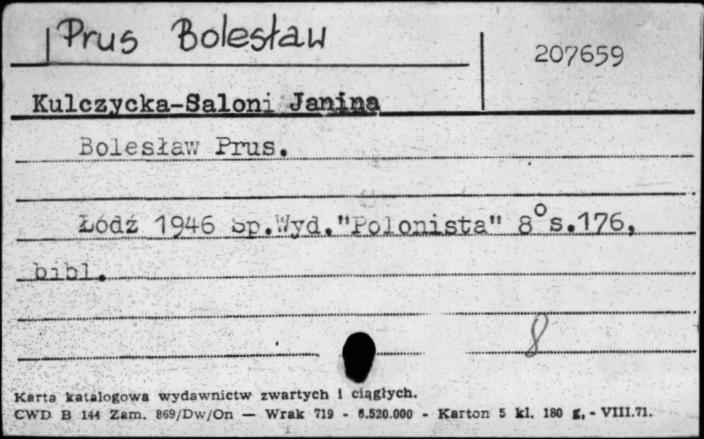 Prus Bolesław
207659
Kulczycka-Saloni Janina
Bolesław Prus.
Łódź 1946 Sp.Wyd."Polonista" 8° s.176,
bibl.
8
Karta katalogowa wydawnictw zwartych i ciągłych.
CWD B 144 Zam. 869/Dw/On — Wrak 719 - 6.520.000 - Karton 5 kl. 180 g, - VIII.71.